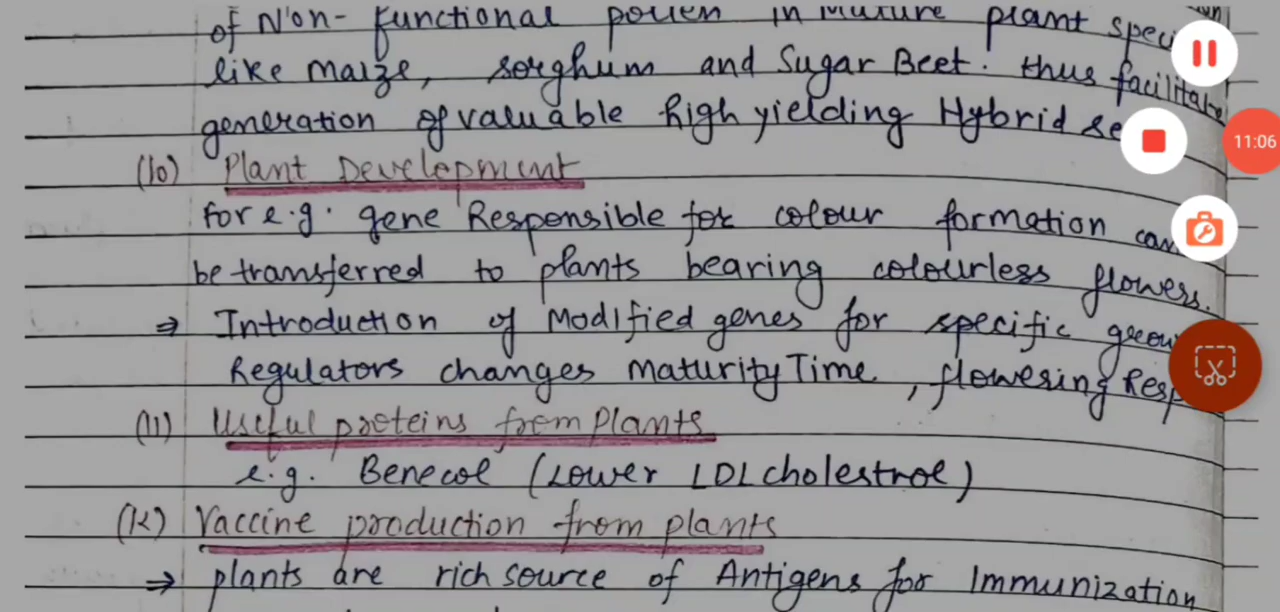 of Non- functional pollen in mature plant
like maize, sorghum and Sugar Beet. thus facilitate
generation of valuable high yielding Hybrid
(10) Plant Development
for e.g. gene Responsible for colour formation can
be transferred to plants bearing colourless flowers.
⇒ Introduction of Modified genes for specific
Regulators changes maturity Time, flowering
(11) Useful proteins from Plants
e.g. Benecol (Lower LDL cholestrol)
(12) Vaccine production from plants
⇒ plants are rich source of Antigens for Immunization
11:06